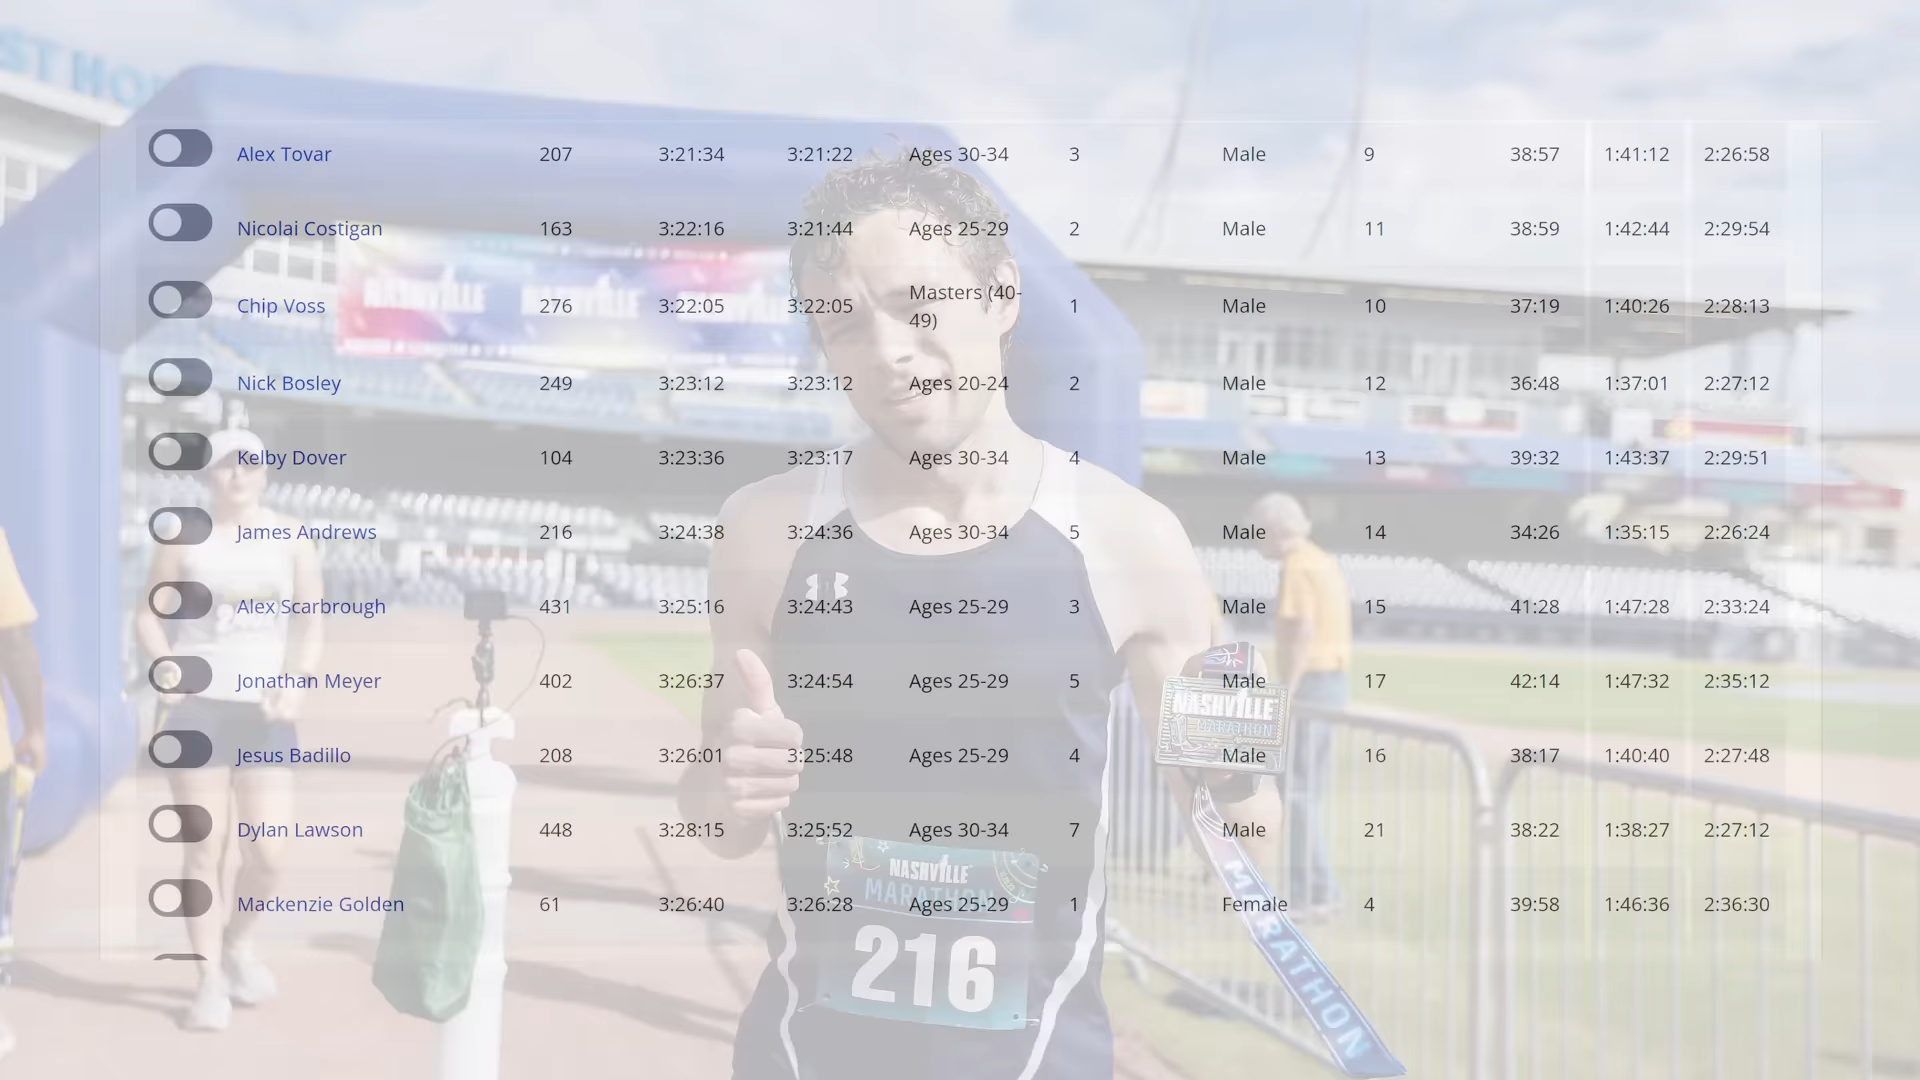 ST HO
Alex Tovar 207 3:21:34 3:21:22 Ages 30-34 3 Male 9 38:57 1:41:12 2:26:58
Nicolai Costigan 163 3:22:16 3:21:44 Ages 25-29 2 Male 11 38:59 1:42:44 2:29:54
NASHVILLE NASHVILLE
Chip Voss 276 3:22:05 3:22:05 Masters (40-
49) 1 Male 10 37:19 1:40:26 2:28:13
Nick Bosley 249 3:23:12 3:23:12 Ages 20-24 2 Male 12 36:48 1:37:01 2:27:12
Kelby Dover 104 3:23:36 3:23:17 Ages 30-34 4 Male 13 39:32 1:43:37 2:29:51
James Andrews 216 3:24:38 3:24:36 Ages 30-34 5 Male 14 34:26 1:35:15 2:26:24
Alex Scarbrough 431 3:25:16 3:24:43 Ages 25-29 3 Male 15 41:28 1:47:28 2:33:24
Jonathan Meyer 402 3:26:37 3:24:54 Ages 25-29 5 Male 17 42:14 1:47:32 2:35:12
NASHVILLE
MARATHON
Jesus Badillo 208 3:26:01 3:25:48 Ages 25-29 4 Male 16 38:17 1:40:40 2:27:48
Dylan Lawson 448 3:28:15 3:25:52 Ages 30-34 7 Male 21 38:22 1:38:27 2:27:12
NASHVILLE
MARATHON
Mackenzie Golden 61 3:26:40 3:26:28 Ages 25-29 1 Female 4 39:58 1:46:36 2:36:30
216
MARATHON
MARATHON